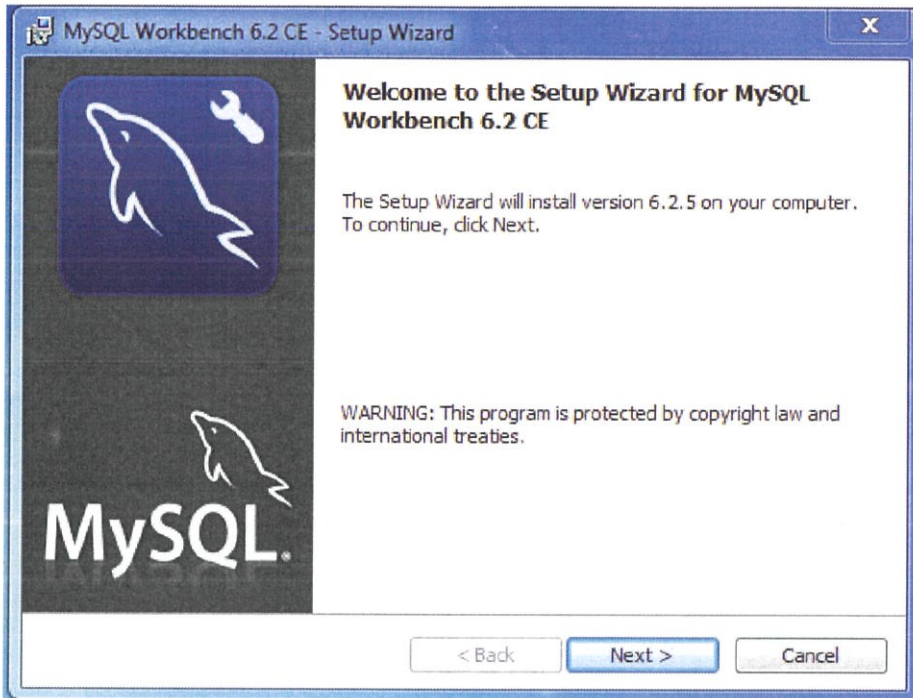 MySQL Workbench 6.2 CE - Setup Wizard
X
Welcome to the Setup Wizard for MySQL
Workbench 6.2 CE
The Setup Wizard will install version 6.2.5 on your computer.
To continue, click Next.
WARNING: This program is protected by copyright law and
international treaties.
MySQL
< Back
Next >
Cancel